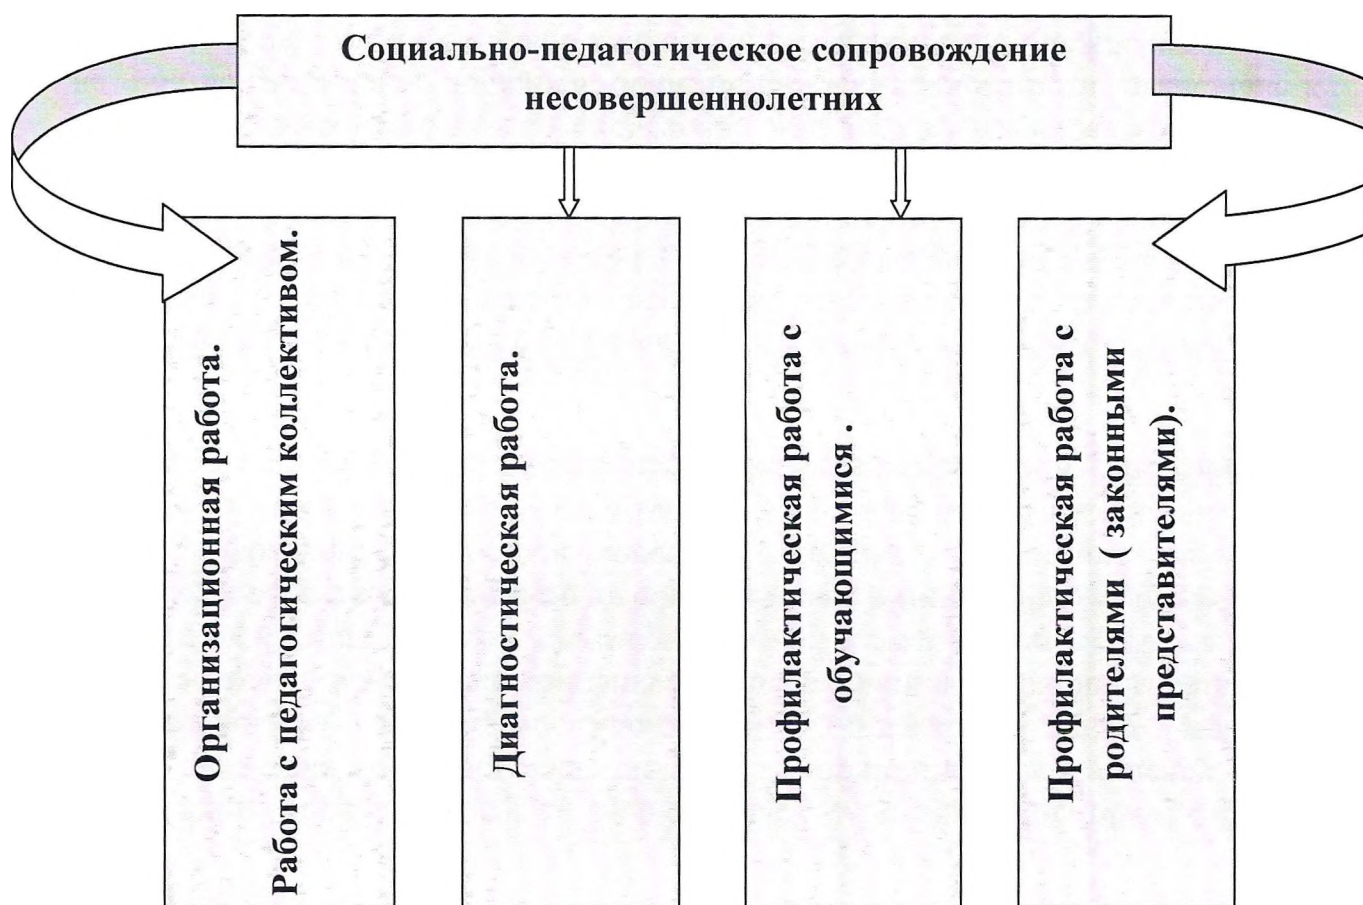 Социально-педагогическое сопровождение
несовершеннолетних
Организационная работа.
Работа с педагогическим коллективом.
Диагностическая работа.
Профилактическая работа с
обучающимися .
Профилактическая работа с
родителями ( законными
представителями).